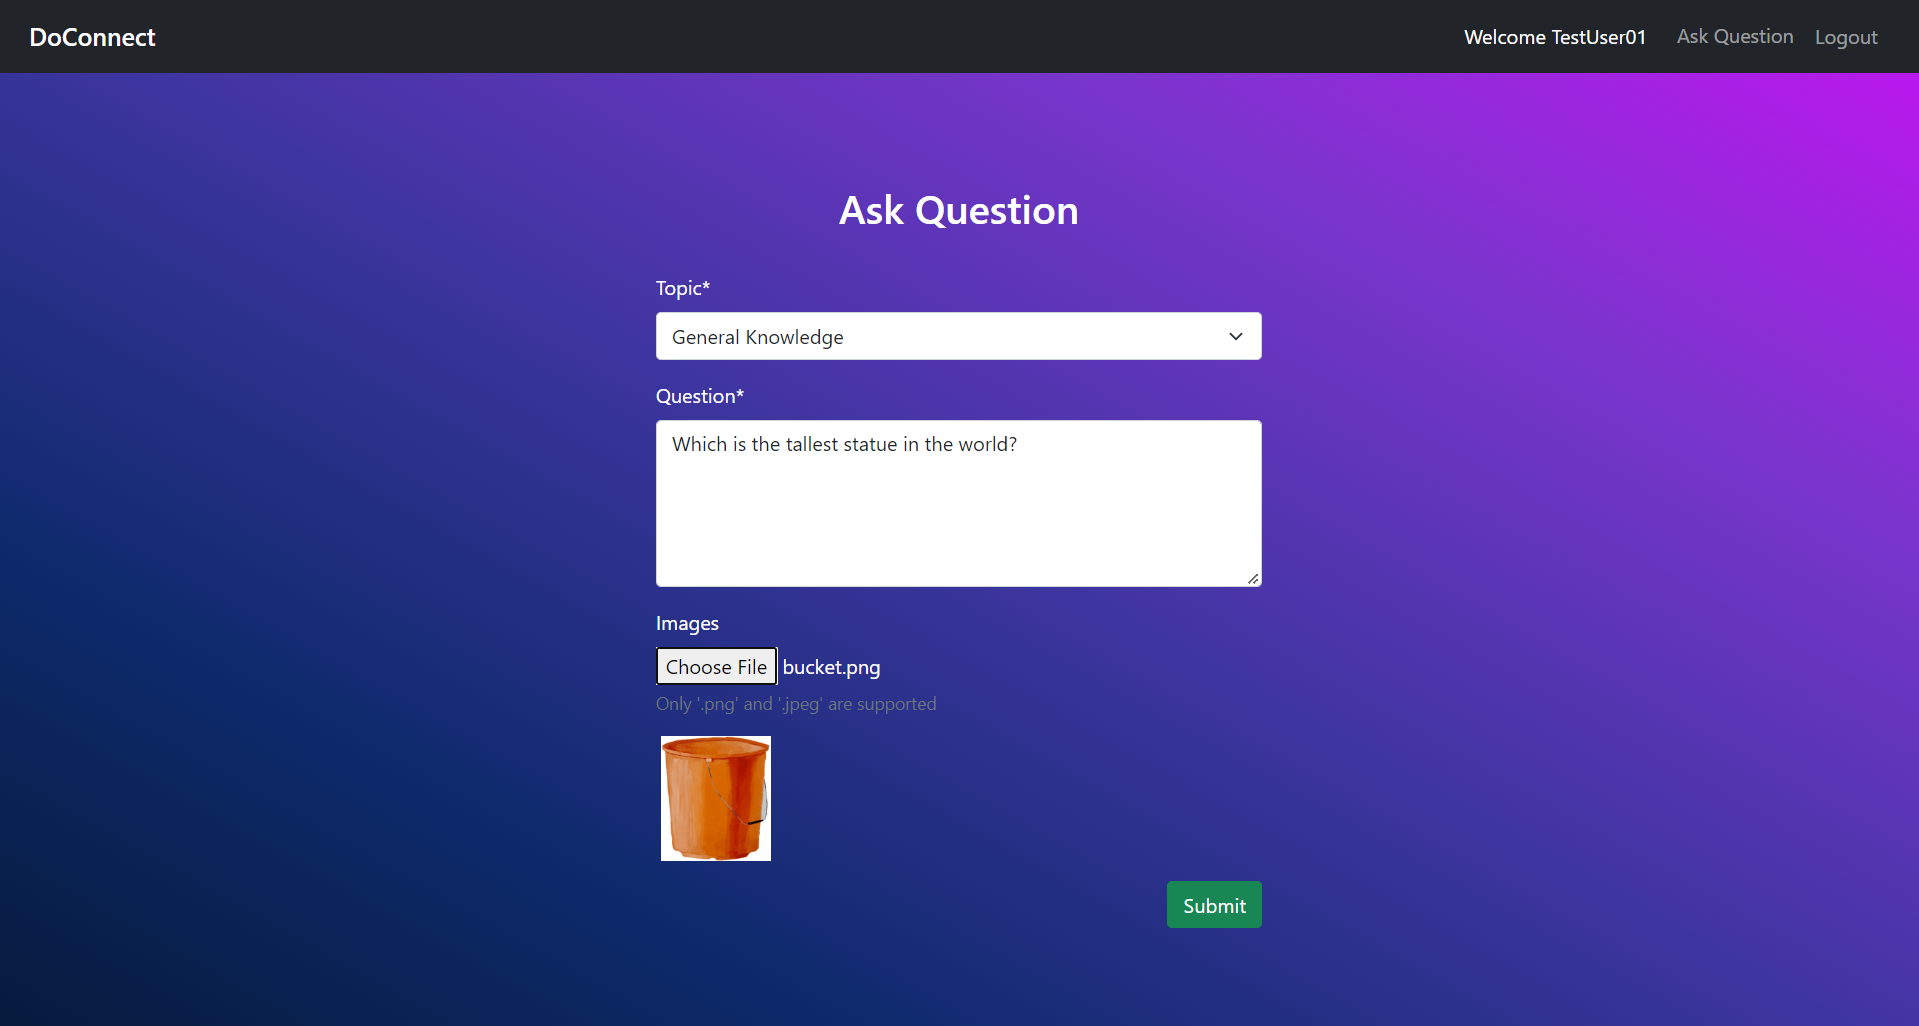 DoConnect
Welcome TestUser01 Ask Question Logout
Ask Question
Topic*
General Knowledge
Question*
Which is the tallest statue in the world?
Images
Choose File bucket.png
Only '.png' and '.jpeg' are supported
Submit